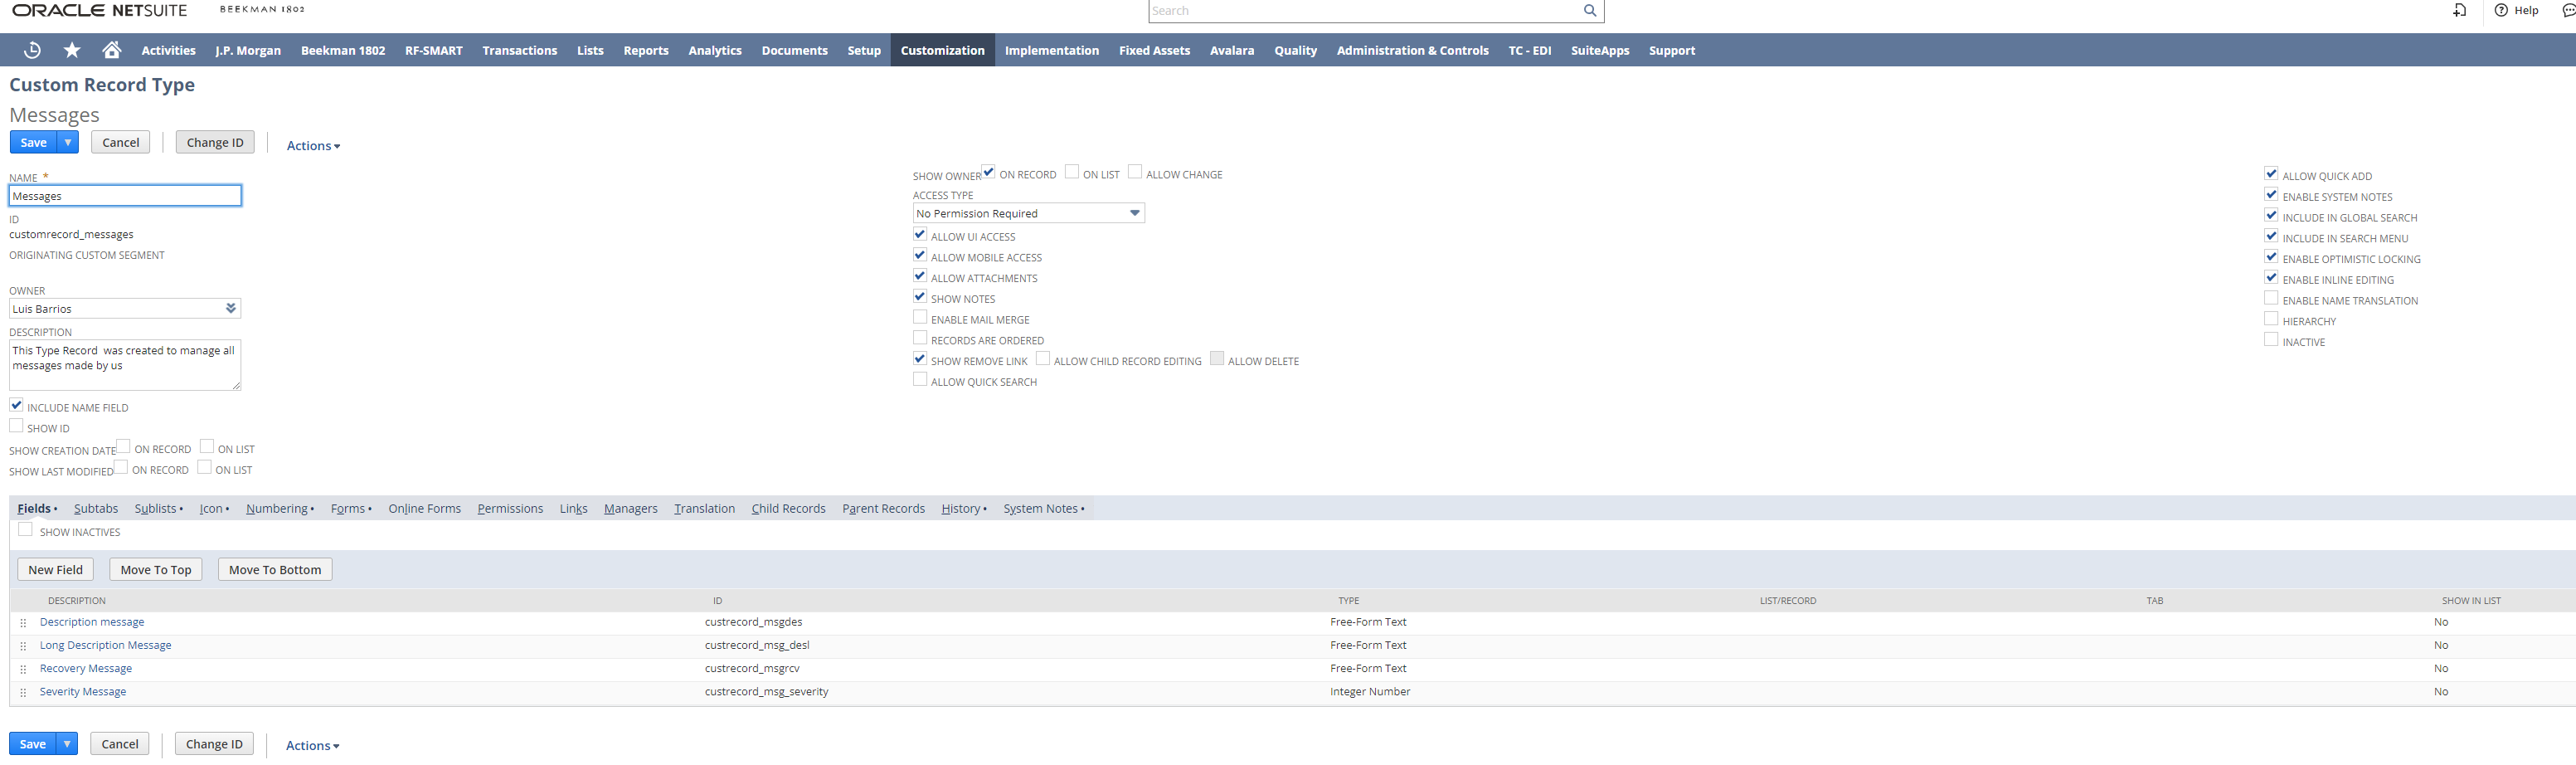 ORACLE NETSUITE BEEKMAN 1802 Search Help
Activities J.P. Morgan Beekman 1802 RF-SMART Transactions Lists Reports Analytics Documents Setup Customization Implementation Fixed Assets Avalara Quality Administration & Controls TC - EDI SuiteApps Support
Custom Record Type
Messages
Save Cancel Change ID Actions
NAME *
Messages
ID
customrecord_messages
ORIGINATING CUSTOM SEGMENT
OWNER
Luis Barrios
DESCRIPTION
This Type Record was created to manage all
messages made by us
INCLUDE NAME FIELD
SHOW ID
SHOW CREATION DATE ON RECORD ON LIST
SHOW LAST MODIFIED ON RECORD ON LIST
SHOW OWNER ON RECORD ON LIST ALLOW CHANGE
ACCESS TYPE
No Permission Required
ALLOW UI ACCESS
ALLOW MOBILE ACCESS
ALLOW ATTACHMENTS
SHOW NOTES
ENABLE MAIL MERGE
RECORDS ARE ORDERED
SHOW REMOVE LINK ALLOW CHILD RECORD EDITING ALLOW DELETE
ALLOW QUICK SEARCH
ALLOW QUICK ADD
ENABLE SYSTEM NOTES
INCLUDE IN GLOBAL SEARCH
INCLUDE IN SEARCH MENU
ENABLE OPTIMISTIC LOCKING
ENABLE INLINE EDITING
ENABLE NAME TRANSLATION
HIERARCHY
INACTIVE
Fields • Subtabs Sublists • Icon • Numbering • Forms • Online Forms Permissions Links Managers Translation Child Records Parent Records History • System Notes •
SHOW INACTIVES
New Field Move To Top Move To Bottom
DESCRIPTION ID TYPE LIST/RECORD TAB SHOW IN LIST
Description message custrecord_msgdes Free-Form Text No
Long Description Message custrecord_msg_desl Free-Form Text No
Recovery Message custrecord_msgrcv Free-Form Text No
Severity Message custrecord_msg_severity Integer Number No
Save Cancel Change ID Actions